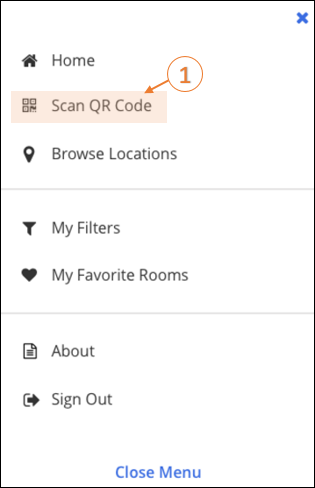 1
Home
Scan QR Code
Browse Locations
My Filters
My Favorite Rooms
About
Sign Out
Close Menu